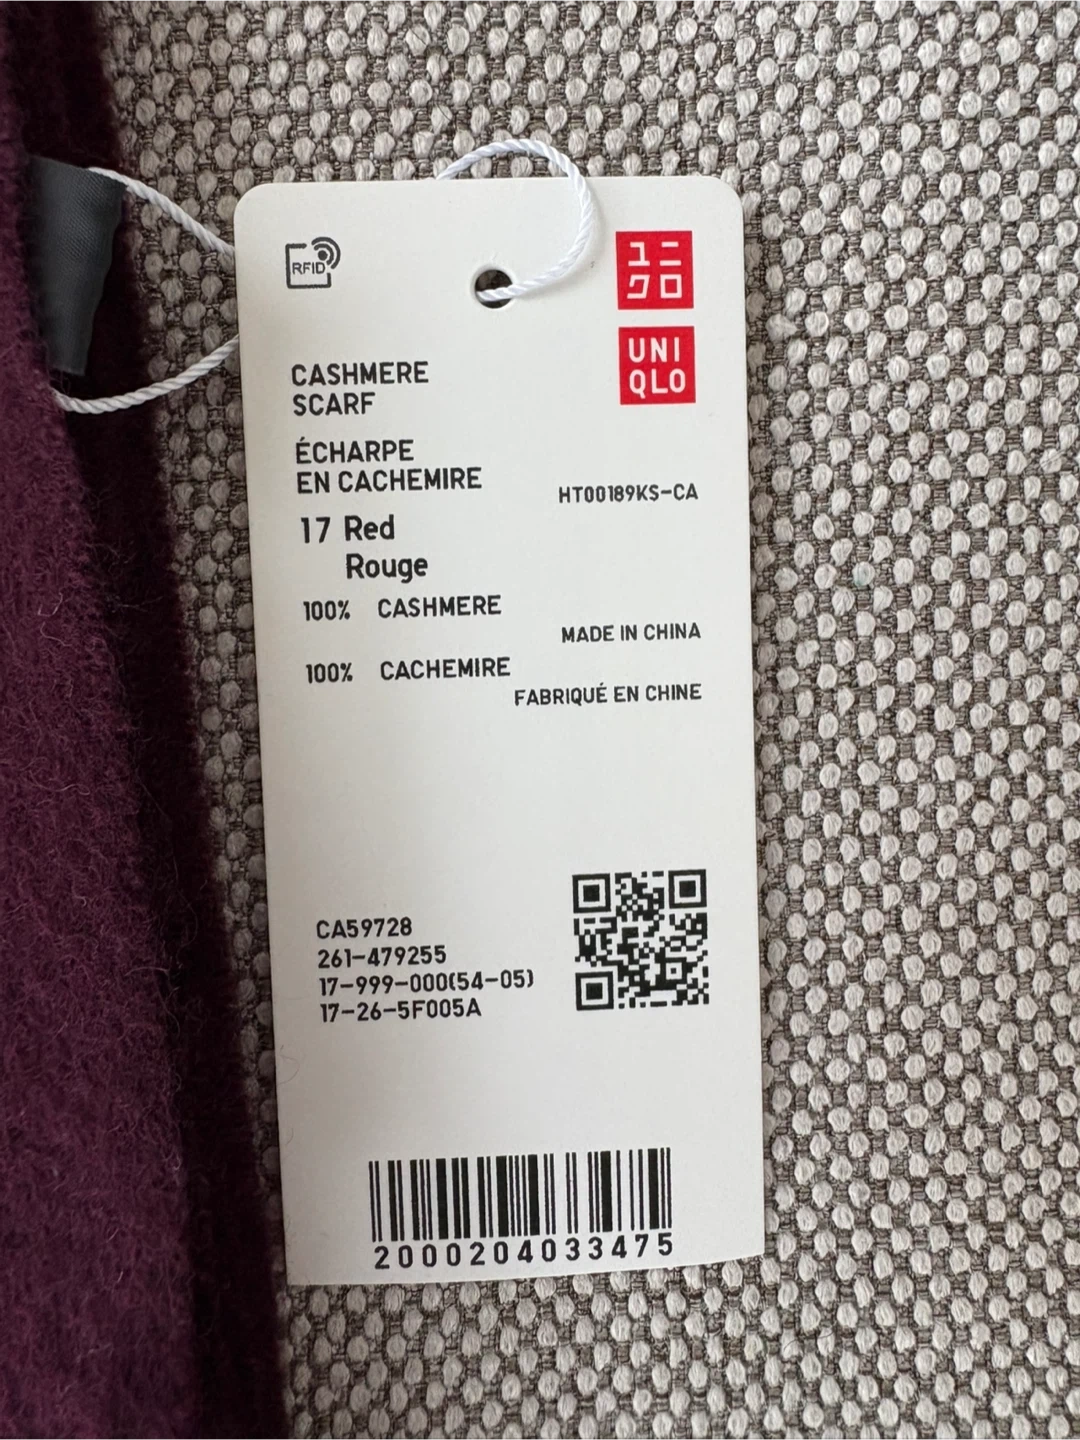 RFID
ユニ
クロ
UNI
QLO
CASHMERE
SCARF
ÉCHARPE
EN CACHEMIRE
HT00189KS-CA
17 Red
Rouge
100% CASHMERE
MADE IN CHINA
100% CACHEMIRE
FABRIQUÉ EN CHINE
CA59728
261-479255
17-999-000(54-05)
17-26-5F005A
2000204033475